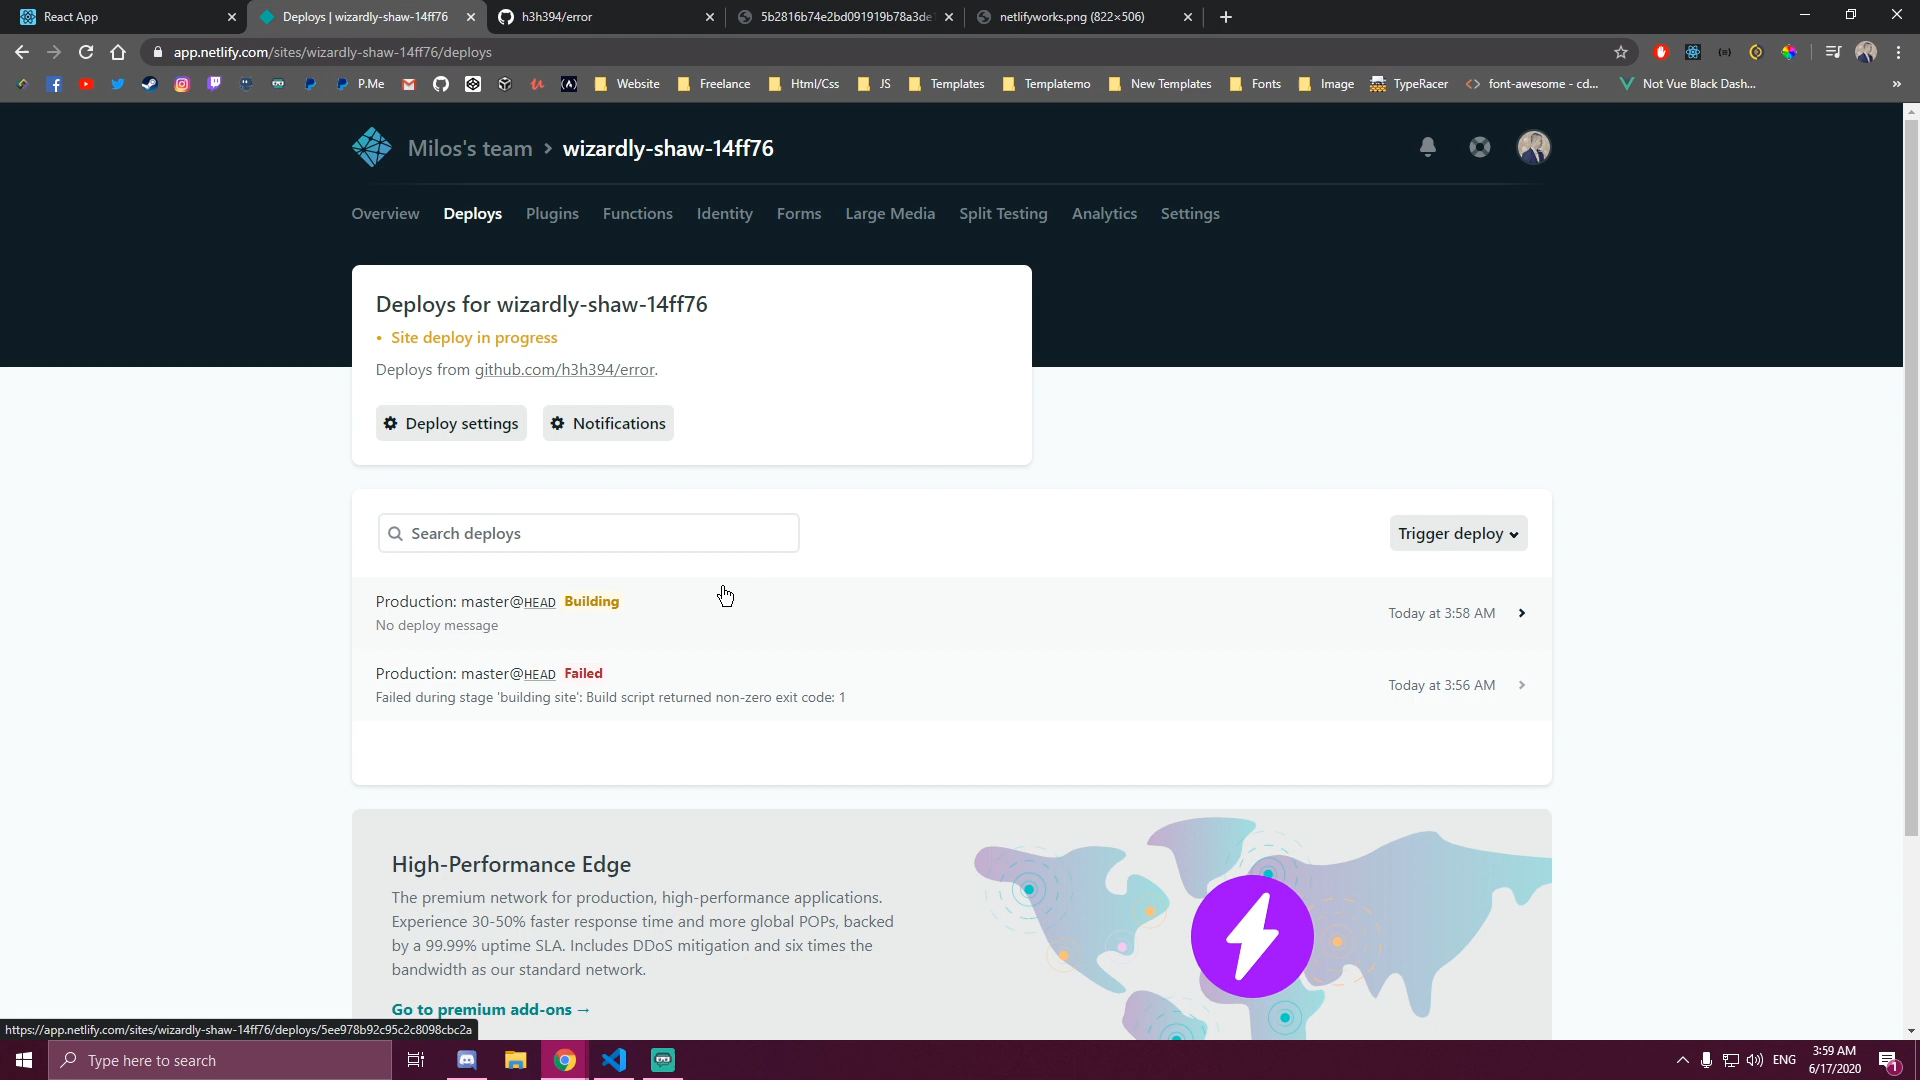 React App
Deploys | wizardly-shaw-14ff76
h3h394/error
5b2816b74e2bd091919b78a3de
netlifyworks.png (822×506)
app.netlify.com/sites/wizardly-shaw-14ff76/deploys
P.Me
Website
Freelance
Html/Css
JS
Templates
Templatemo
New Templates
Fonts
Image
TypeRacer
font-awesome - cd...
Not Vue Black Dash...
»
Milos's team > wizardly-shaw-14ff76
Overview
Deploys
Plugins
Functions
Identity
Forms
Large Media
Split Testing
Analytics
Settings
Deploys for wizardly-shaw-14ff76
• Site deploy in progress
Deploys from github.com/h3h394/error.
Deploy settings
Notifications
Search deploys
Trigger deploy
Production: master@HEAD Building
No deploy message
Today at 3:58 AM
Production: master@HEAD Failed
Failed during stage 'building site': Build script returned non-zero exit code: 1
Today at 3:56 AM
High-Performance Edge
The premium network for production, high-performance applications.
Experience 30-50% faster response time and more global POPs, backed
by a 99.99% uptime SLA. Includes DDoS mitigation and six times the
bandwidth as our standard network.
Go to premium add-ons →
https://app.netlify.com/sites/wizardly-shaw-14ff76/deploys/5ee978b92c95c2c8098cbc2a
Type here to search
ENG
3:59 AM
6/17/2020
1